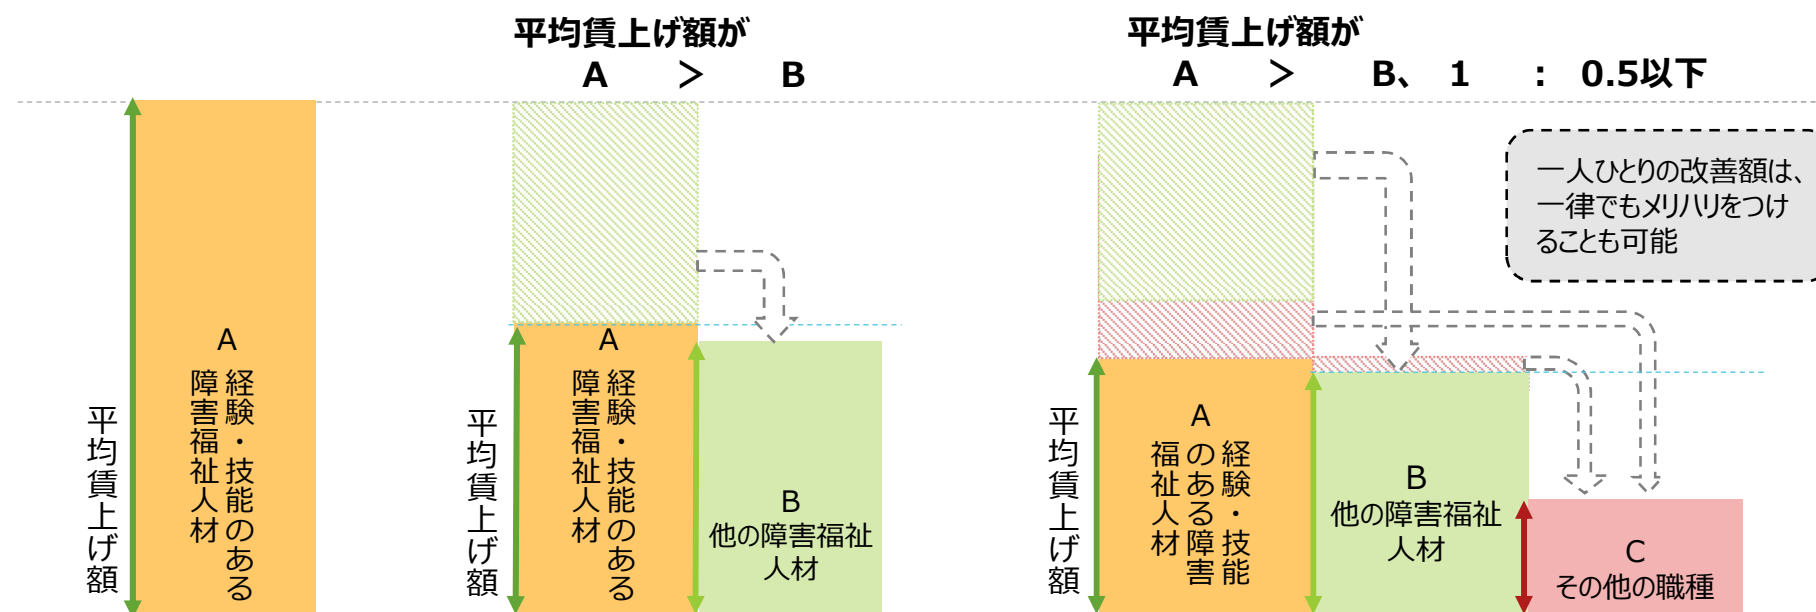 平均賃上げ額が
A ＞ B
平均賃上げ額が
A ＞ B、 1 : 0.5以下
一人ひとりの改善額は、
一律でもメリハリをつけ
ることも可能
平均賃上げ額
A
経験・技能のある
障害福祉人材
平均賃上げ額
A
経験・技能のある
障害福祉人材
B
他の障害福祉
人材
平均賃上げ額
A
経験・技能
のある障害
福祉人材
B
他の障害福祉
人材
C
その他の職種